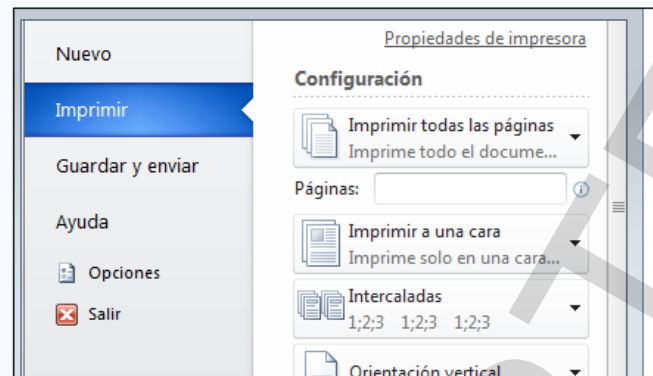 Nuevo
Imprimir
Guardar y enviar
Ayuda
Opciones
Salir
Propiedades de impresora
Configuración
Imprimir todas las páginas
Imprime todo el docume...
Páginas:
Imprimir a una cara
Imprime solo en una cara...
Intercaladas
1;2;3 1;2;3 1;2;3
Orientación vertical